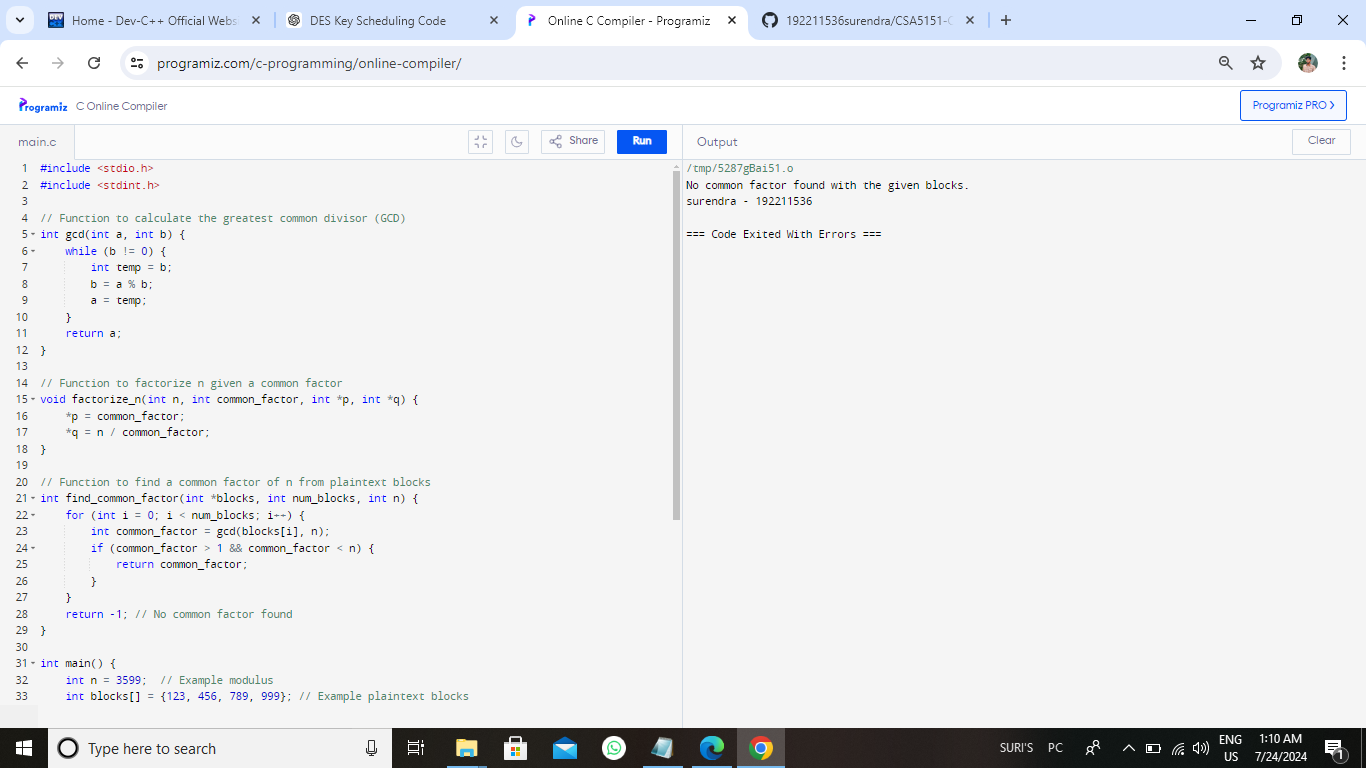 Home - Dev-C++ Official Webs
DES Key Scheduling Code
Online C Compiler - Programiz
192211536surendra/CSA5151-C
programiz.com/c-programming/online-compiler/
Programiz
C Online Compiler
Programiz PRO
main.c
Share
Run
Output
Clear
1 #include <stdio.h>
2 #include <stdint.h>
3
4 // Function to calculate the greatest common divisor (GCD)
5 int gcd(int a, int b) {
6     while (b != 0) {
7         int temp = b;
8         b = a % b;
9         a = temp;
10     }
11     return a;
12 }
13
14 // Function to factorize n given a common factor
15 void factorize_n(int n, int common_factor, int *p, int *q) {
16     *p = common_factor;
17     *q = n / common_factor;
18 }
19
20 // Function to find a common factor of n from plaintext blocks
21 int find_common_factor(int *blocks, int num_blocks, int n) {
22     for (int i = 0; i < num_blocks; i++) {
23         int common_factor = gcd(blocks[i], n);
24         if (common_factor > 1 && common_factor < n) {
25             return common_factor;
26         }
27     }
28     return -1; // No common factor found
29 }
30
31 int main() {
32     int n = 3599;  // Example modulus
33     int blocks[] = {123, 456, 789, 999}; // Example plaintext blocks
/tmp/5287gBai51.o
No common factor found with the given blocks.
surendra - 192211536
=== Code Exited With Errors ===
Type here to search
SURI'S PC
ENG
US
1:10 AM
7/24/2024
1